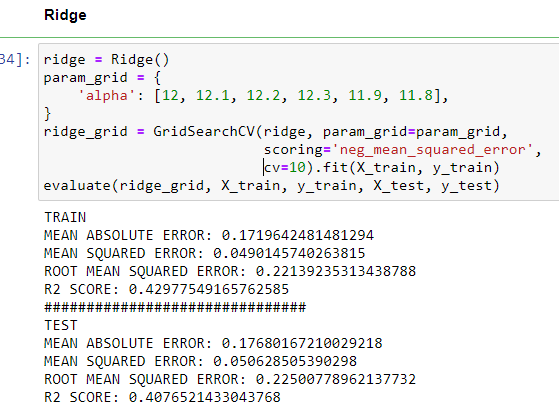 Ridge
34]:
ridge = Ridge()
param_grid = {
    'alpha': [12, 12.1, 12.2, 12.3, 11.9, 11.8],
}
ridge_grid = GridSearchCV(ridge, param_grid=param_grid,
                          scoring='neg_mean_squared_error',
                          cv=10).fit(X_train, y_train)
evaluate(ridge_grid, X_train, y_train, X_test, y_test)
TRAIN
MEAN ABSOLUTE ERROR: 0.1719642481481294
MEAN SQUARED ERROR: 0.0490145740263815
ROOT MEAN SQUARED ERROR: 0.22139235313438788
R2 SCORE: 0.42977549165762585
###############################
TEST
MEAN ABSOLUTE ERROR: 0.17680167210029218
MEAN SQUARED ERROR: 0.050628505390298
ROOT MEAN SQUARED ERROR: 0.22500778962137732
R2 SCORE: 0.4076521433043768